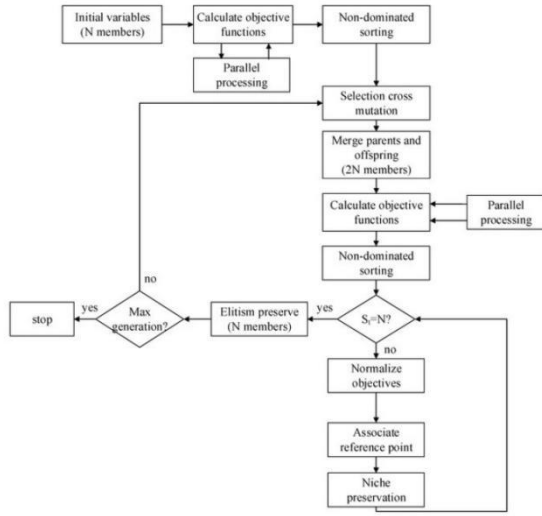 Initial variables
(N members)
Calculate objective
functions
Non-dominated
sorting
Parallel
processing
Selection cross
mutation
Merge parents and
offspring
(2N members)
Calculate objective
functions
Parallel
processing
Non-dominated
sorting
no
stop
yes
Max
generation?
Elitism preserve
(N members)
yes
Sₗ=N?
no
Normalize
objectives
Associate
reference point
Niche
preservation